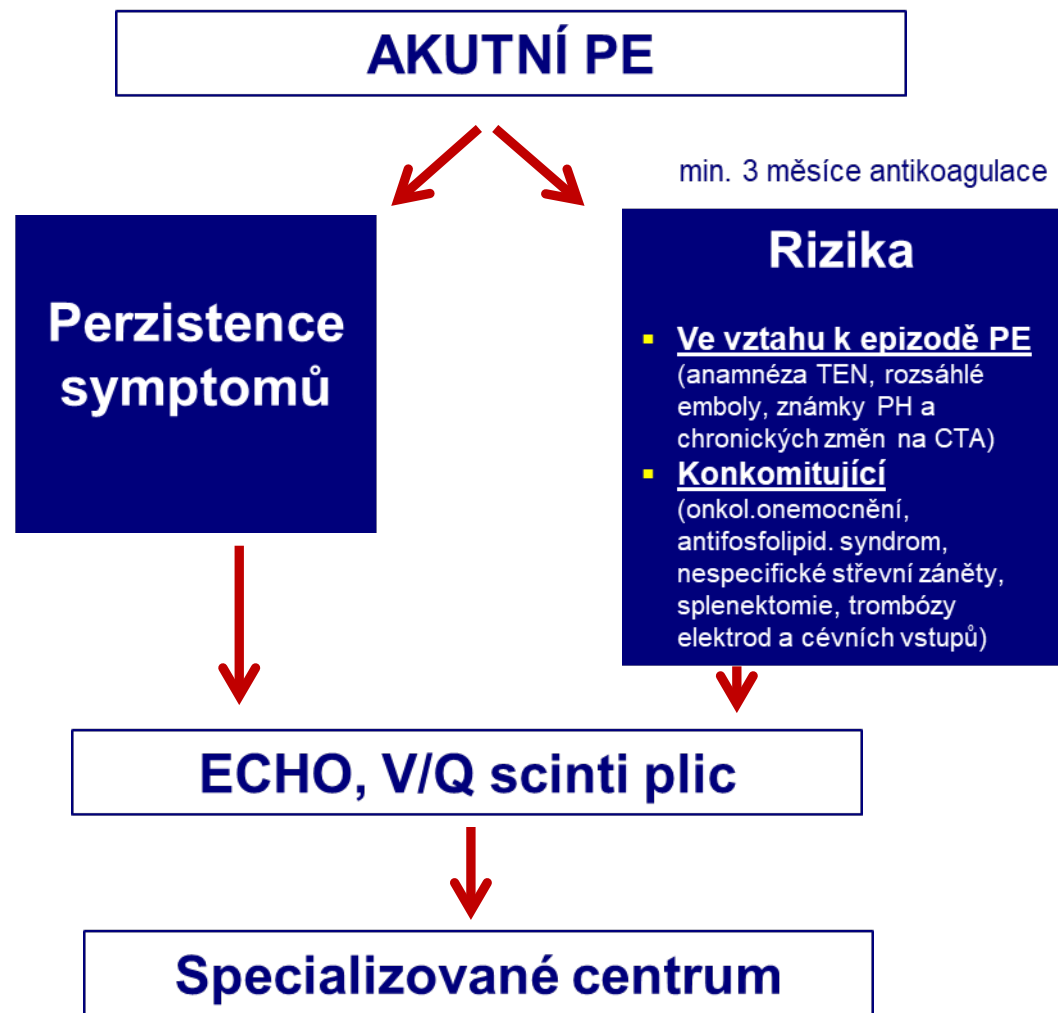 AKUTNÍ PE
min. 3 měsíce antikoagulace
Perzistence
symptomů
Rizika
▪ Ve vztahu k epizodě PE
(anamnéza TEN, rozsáhlé
emboly, známky PH a
chronických změn na CTA)
▪ Konkomitující
(onkol.onemocnění,
antifosfolipid. syndrom,
nespecifické střevní záněty,
splenektomie, trombózy
elektrod a cévních vstupů)
ECHO, V/Q scinti plic
Specializované centrum